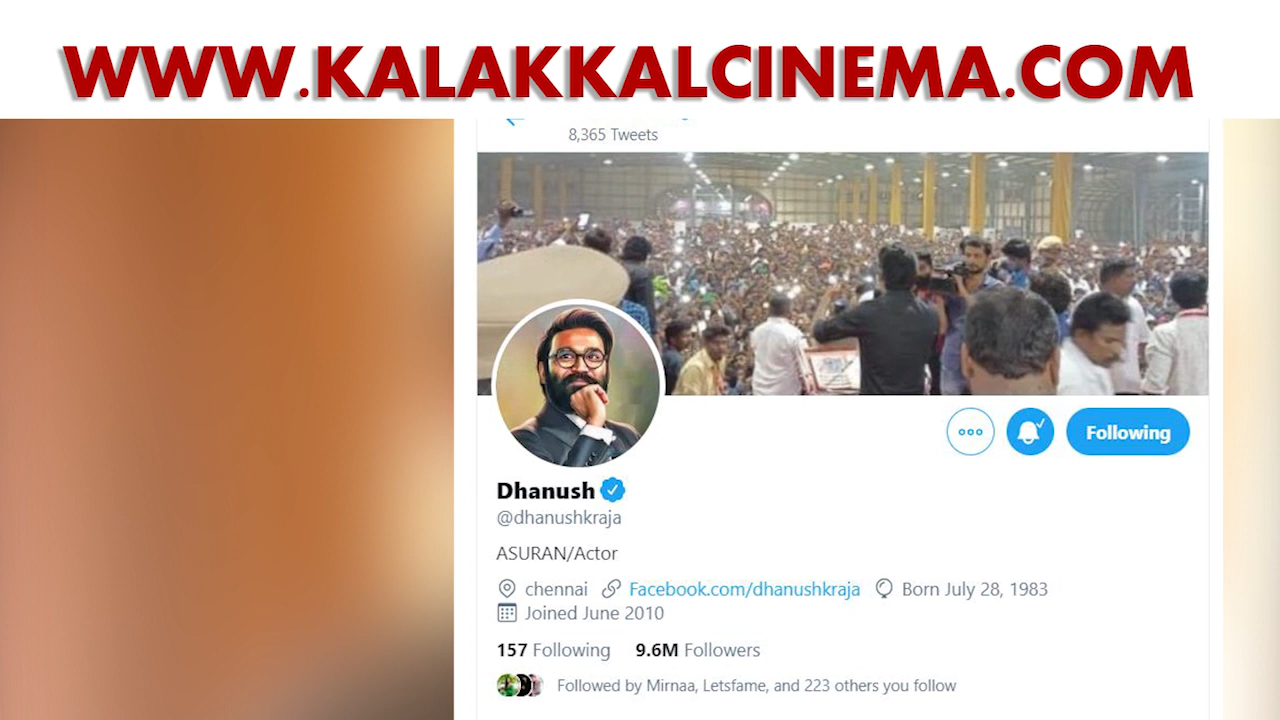 WWW.KALAKKALCINEMA.COM
8,365 Tweets
Following
Dhanush
@dhanushkraja
ASURAN/Actor
chennai Facebook.com/dhanushkraja Born July 28, 1983
Joined June 2010
157 Following 9.6M Followers
Followed by Mirnaa, Letsfame, and 223 others you follow